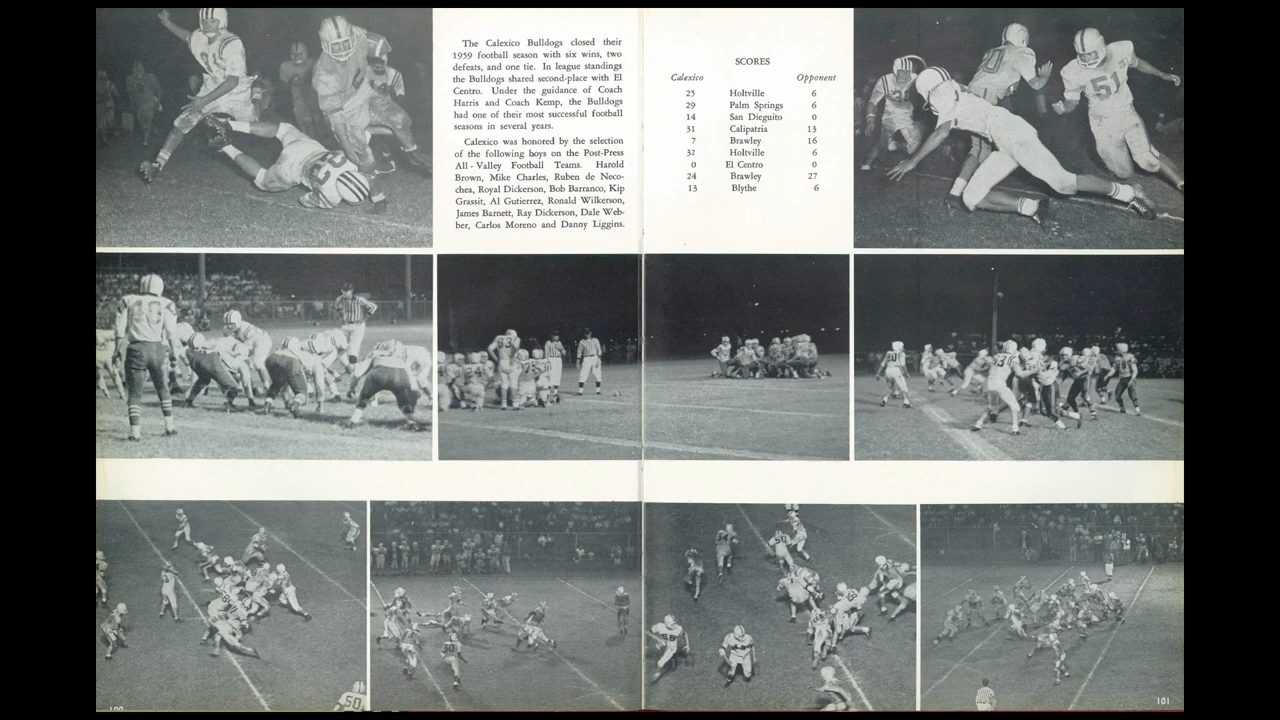 The Calexico Bulldogs closed their
1959 football season with six wins, two
defeats, and one tie. In league standings
the Bulldogs shared second-place with El
Centro. Under the guidance of Coach
Harris and Coach Kemp, the Bulldogs
had one of their most successful football
seasons in several years.
Calexico was honored by the selection
of the following boys on the Post-Press
All-Valley Football Teams. Harold
Brown, Mike Charles, Ruben de Neco-
chea, Royal Dickerson, Bob Barranco, Kip
Grassit, Al Gutierrez, Ronald Wilkerson,
James Barnett, Ray Dickerson, Dale Web-
ber, Carlos Moreno and Danny Liggins.
SCORES
Calexico Opponent
25 Holtville 6
29 Palm Springs 6
14 San Dieguito 0
31 Calipatria 13
7 Brawley 16
32 Holtville 6
0 El Centro 0
24 Brawley 27
13 Blythe 6
51
10
50
101